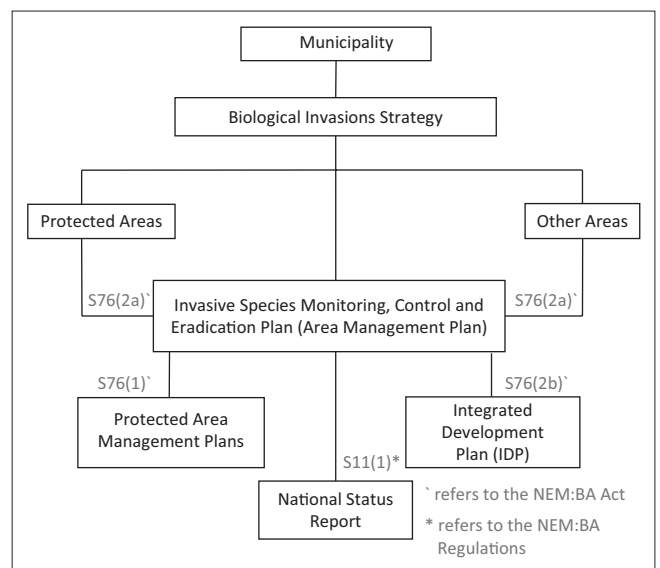 Municipality
Biological Invasions Strategy
Protected Areas
Other Areas
S76(2a)`
Invasive Species Monitoring, Control and
Eradication Plan (Area Management Plan)
S76(2a)`
S76(1)`
S76(2b)`
Protected Area
Management Plans
Integrated
Development
Plan (IDP)
S11(1)*
National Status
Report
` refers to the NEM:BA Act
* refers to the NEM:BA
Regulations